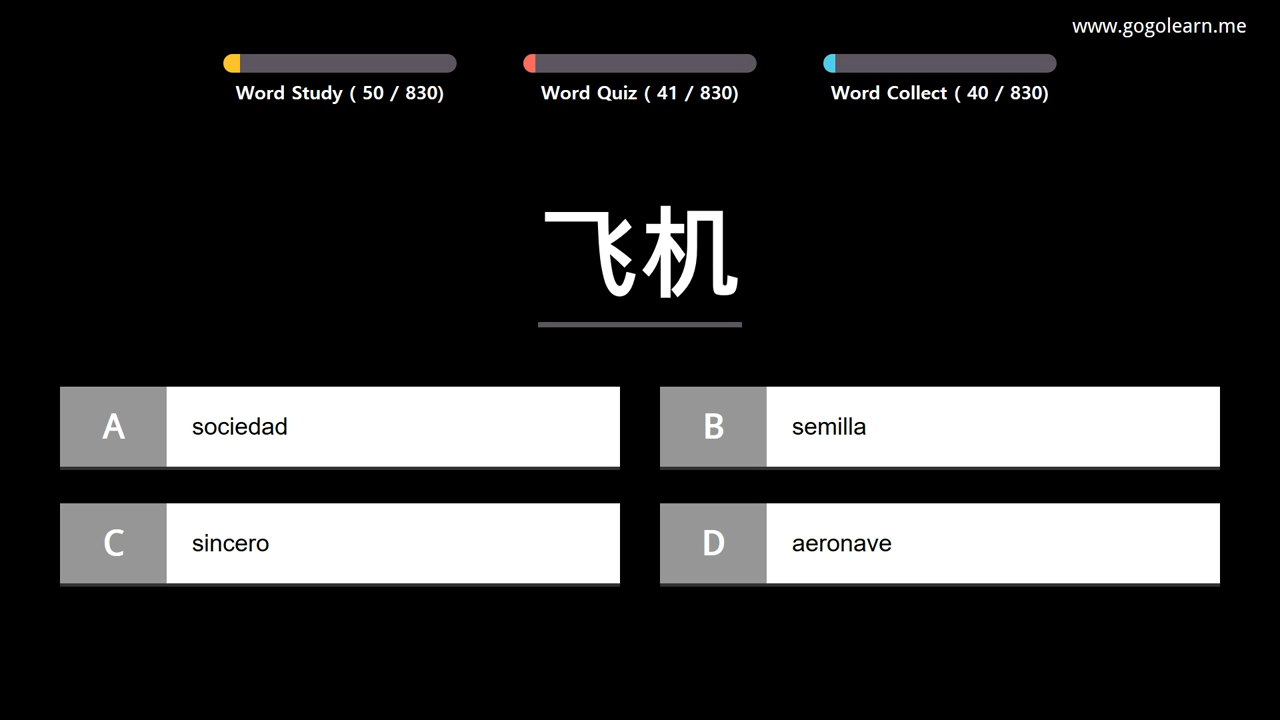 www.gogolearn.me
Word Study ( 50 / 830)
Word Quiz ( 41 / 830)
Word Collect ( 40 / 830)
飞机
A sociedad
B semilla
C sincero
D aeronave